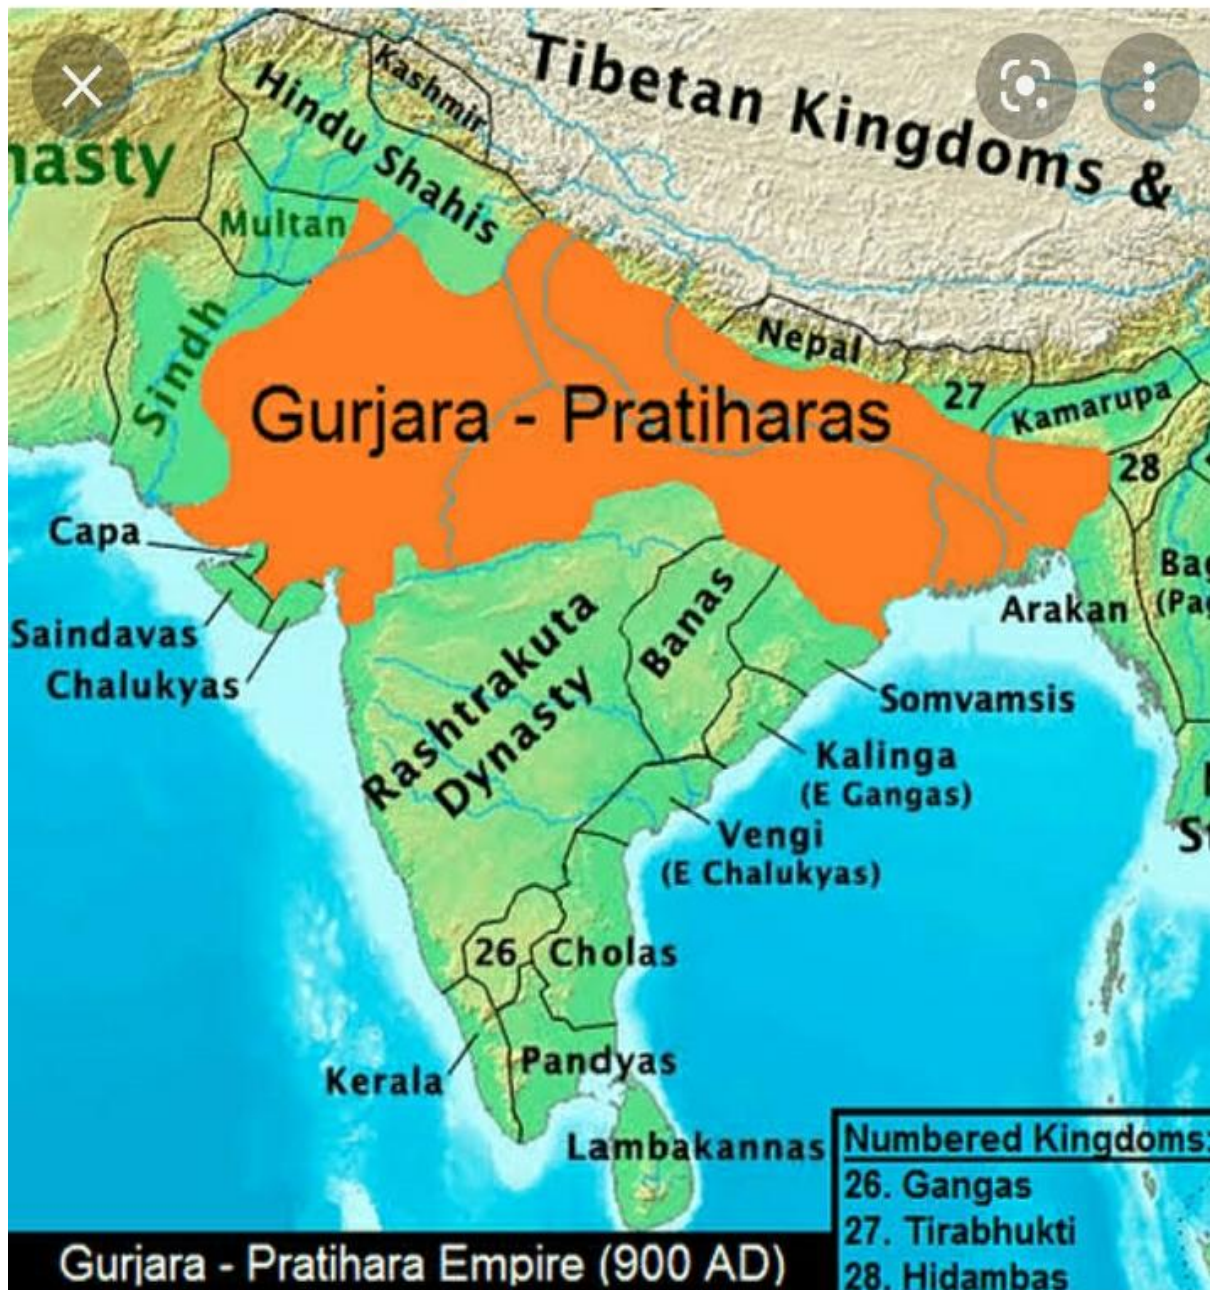 Tibetan Kingdoms &
Kashmir
Hindu Shahis
nasty
Multan
Sindh
Nepal
Gurjara - Pratiharas
27
Kamarupa
28
Capa
Saindavas
Chalukyas
Arakan
(Pag
Rashtrakuta
Dynasty
Banas
Somvamsis
Kalinga
(E Gangas)
Vengi
(E Chalukyas)
St
26
Cholas
Kerala
Pandyas
Lambakannas
Numbered Kingdoms:
26. Gangas
27. Tirabhukti
28. Hidambas
Gurjara - Pratihara Empire (900 AD)